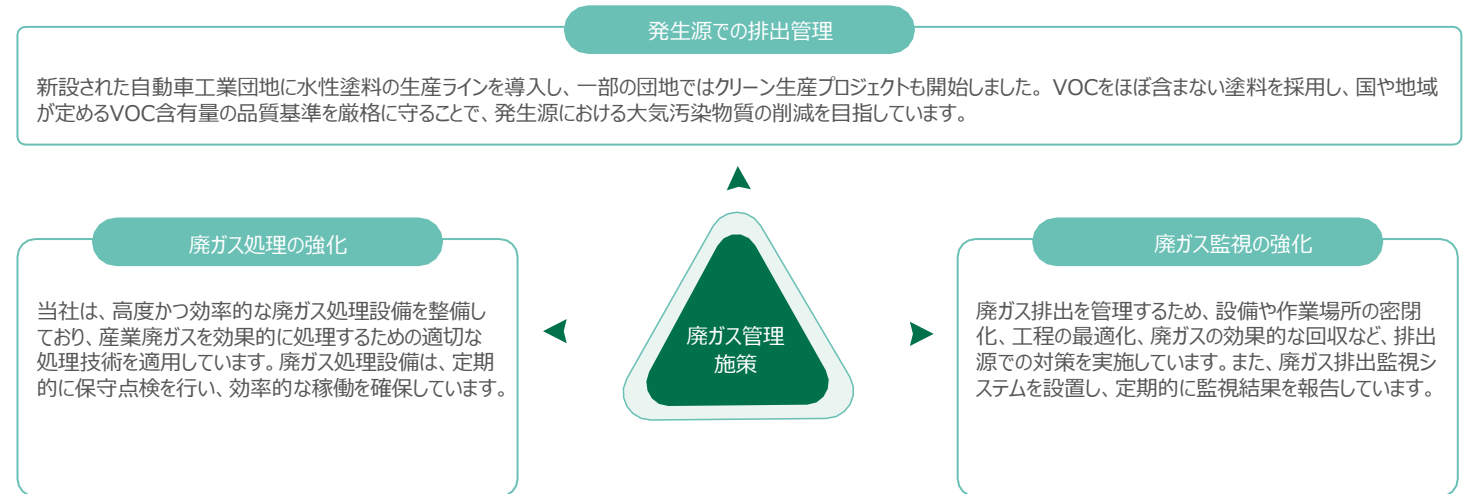 発生源での排出管理
新設された自動車工業団地に水性塗料の生産ラインを導入し、一部の団地ではクリーン生産プロジェクトも開始しました。 VOCをほぼ含まない塗料を採用し、国や地域
が定めるVOC含有量の品質基準を厳格に守ることで、発生源における大気汚染物質の削減を目指しています。
廃ガス処理の強化
当社は、高度かつ効率的な廃ガス処理設備を整備し
ており、産業廃ガスを効果的に処理するための適切な
処理技術を適用しています。廃ガス処理設備は、定期
的に保守点検を行い、効率的な稼働を確保しています。
廃ガス管理
施策
廃ガス監視の強化
廃ガス排出を管理するため、設備や作業場所の密閉
化、工程の最適化、廃ガスの効果的な回収など、排出
源での対策を実施しています。また、廃ガス排出監視シ
ステムを設置し、定期的に監視結果を報告しています。